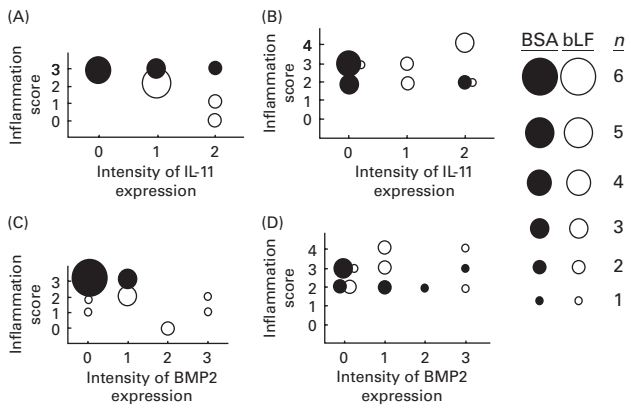 (A)
Inflammation
score
3
2
1
0
0 1 2
Intensity of IL-11
expression
(B)
Inflammation
score
4
3
2
1
0
0 1 2
Intensity of IL-11
expression
BSA bLF n
6
5
4
3
2
1
(C)
Inflammation
score
3
2
1
0
0 1 2 3
Intensity of BMP2
expression
(D)
Inflammation
score
4
3
2
1
0
0 1 2 3
Intensity of BMP2
expression